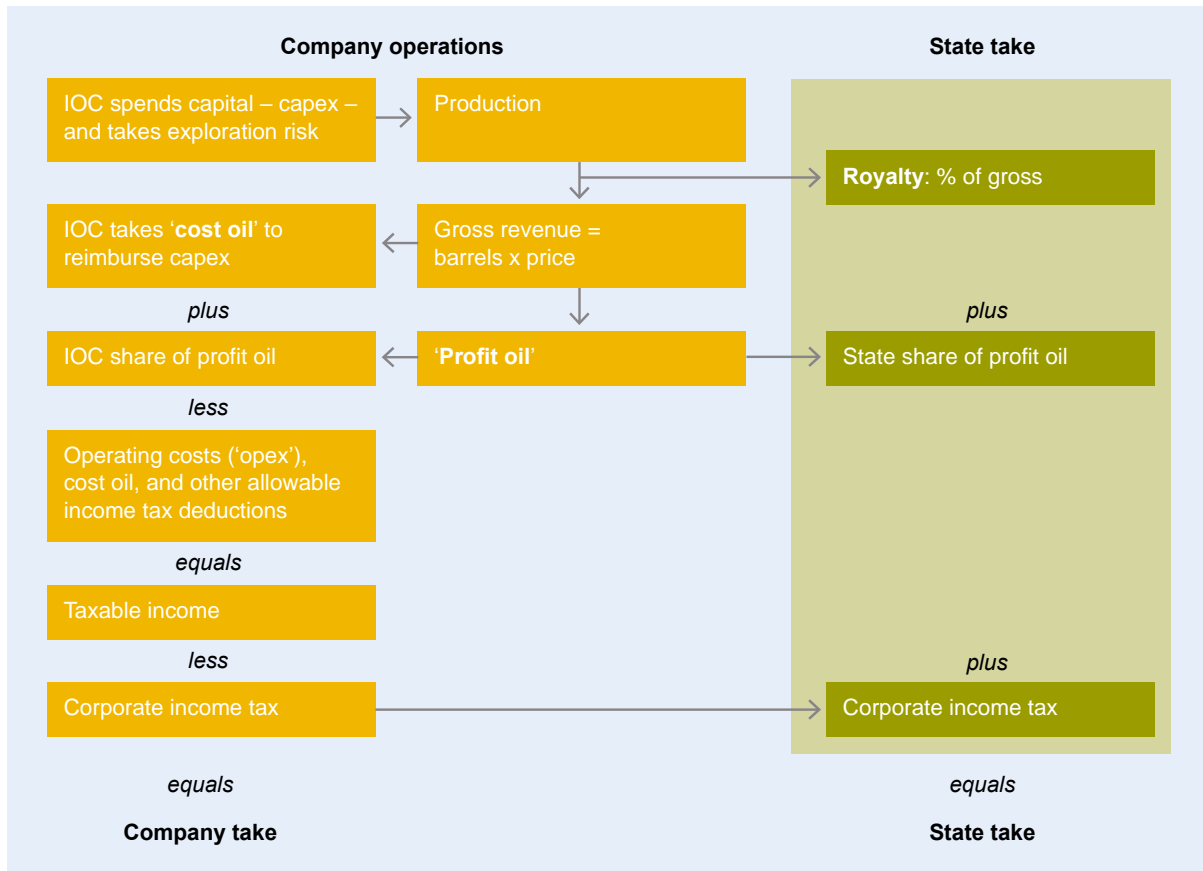 Company operations
State take
IOC spends capital – capex –
and takes exploration risk
Production
Royalty: % of gross
IOC takes ‘cost oil’ to
reimburse capex
Gross revenue =
barrels x price
plus
plus
IOC share of profit oil
‘Profit oil’
State share of profit oil
less
Operating costs (‘opex’),
cost oil, and other allowable
income tax deductions
equals
Taxable income
less
plus
Corporate income tax
Corporate income tax
equals
equals
Company take
State take